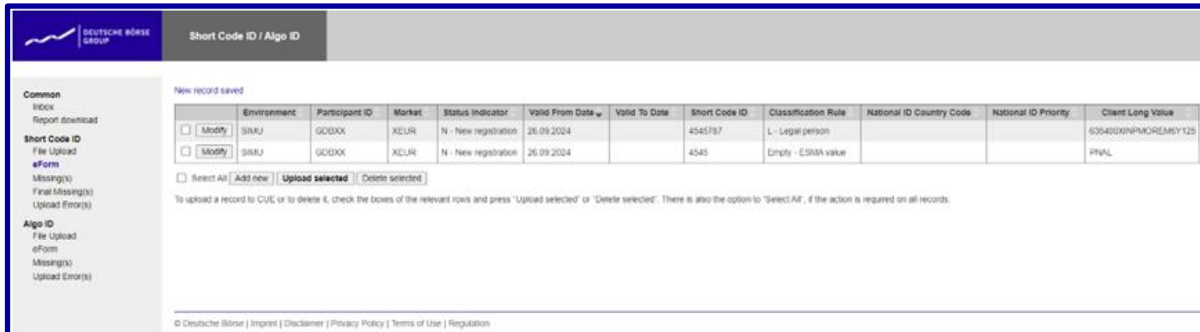 DEUTSCHE BÖRSE
GROUP
Short Code ID / Algo ID
Common
Inbox
Report download
Short Code ID
File Upload
eForm
Missing(s)
Final Missing(s)
Upload Error(s)
Algo ID
File Upload
eForm
Missing(s)
Upload Error(s)
New record saved
Environment Participant ID Market Status Indicator Valid From Date Valid To Date Short Code ID Classification Rule National ID Country Code National ID Priority Client Long Value
Modify SIMU GDBXX XEUR N - New registration 26.09.2024 4545787 L - Legal person
Modify SIMU GDBXX XEUR N - New registration 26.09.2024 4545 Empty - ESMA value PNAL
Select All Add new Upload selected Delete selected
To upload a record to CUE or to delete it, check the boxes of the relevant rows and press "Upload selected" or "Delete selected". There is also the option to "Select All", if the action is required on all records.
© Deutsche Börse | Imprint | Disclaimer | Privacy Policy | Terms of Use | Regulation